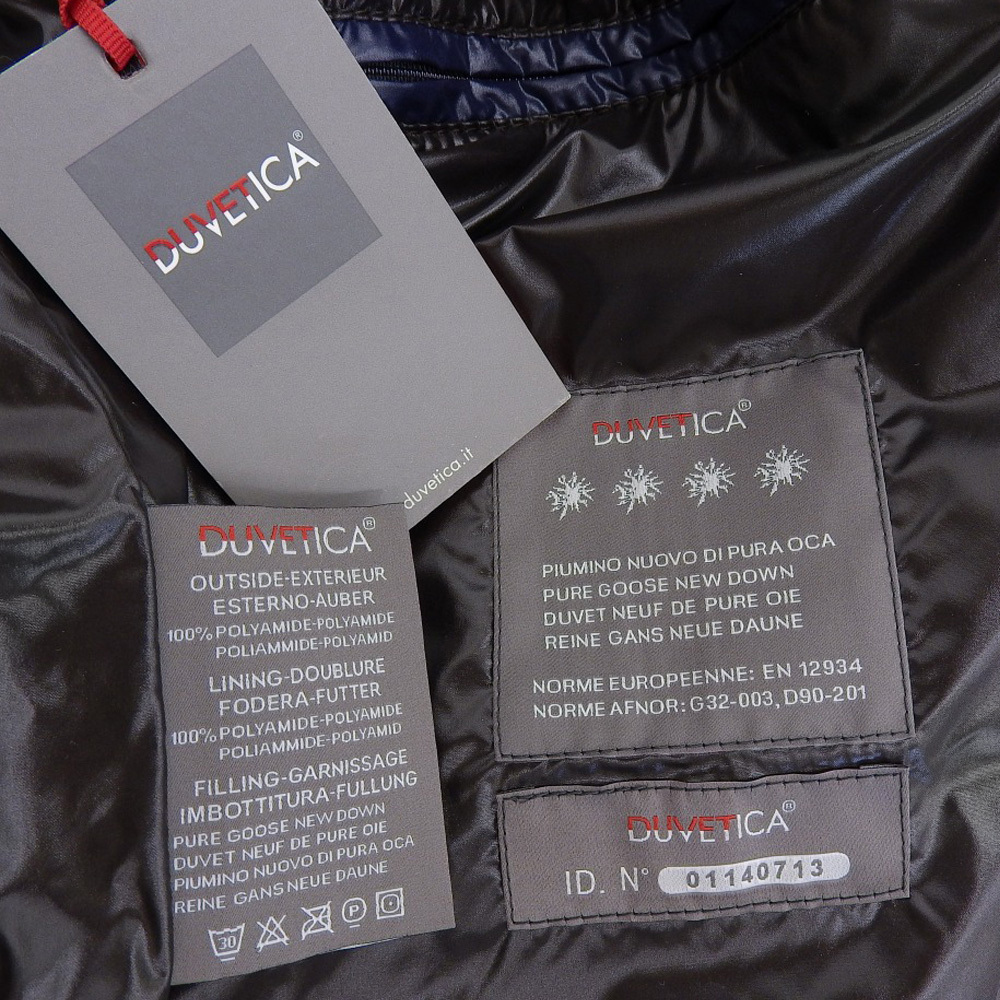 DUVETICA®
duvetica.it
DUVETICA®
OUTSIDE-EXTERIEUR
ESTERNO-AUBER
100% POLYAMIDE-POLYAMIDE
POLIAMMIDE-POLYAMID
LINING-DOUBLURE
FODERA-FUTTER
100% POLYAMIDE-POLYAMIDE
POLIAMMIDE-POLYAMID
FILLING-GARNISSAGE
IMBOTTITURA-FULLUNG
PURE GOOSE NEW DOWN
DUVET NEUF DE PURE OIE
PIUMINO NUOVO DI PURA OCA
REINE GANS NEUE DAUNE
30 P
DUVETICA®
PIUMINO NUOVO DI PURA OCA
PURE GOOSE NEW DOWN
DUVET NEUF DE PURE OIE
REINE GANS NEUE DAUNE
NORME EUROPEENNE: EN 12934
NORME AFNOR: G32-003, D90-201
DUVETICA®
ID. N° 01140713